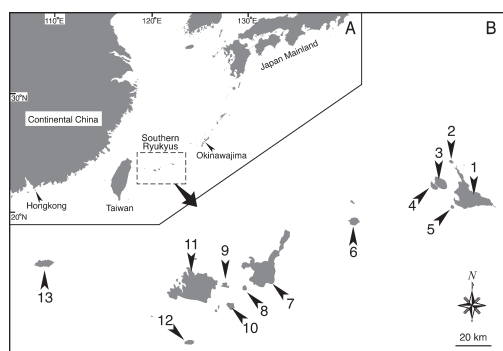 110°E
120°E
130°E
A
B
Japan Mainland
30°N
Continental China
Southern
Ryukyus
Okinawajima
Hongkong
Taiwan
20°N
2
3
1
4
5
6
11
9
13
8
7
10
12
N
20 km